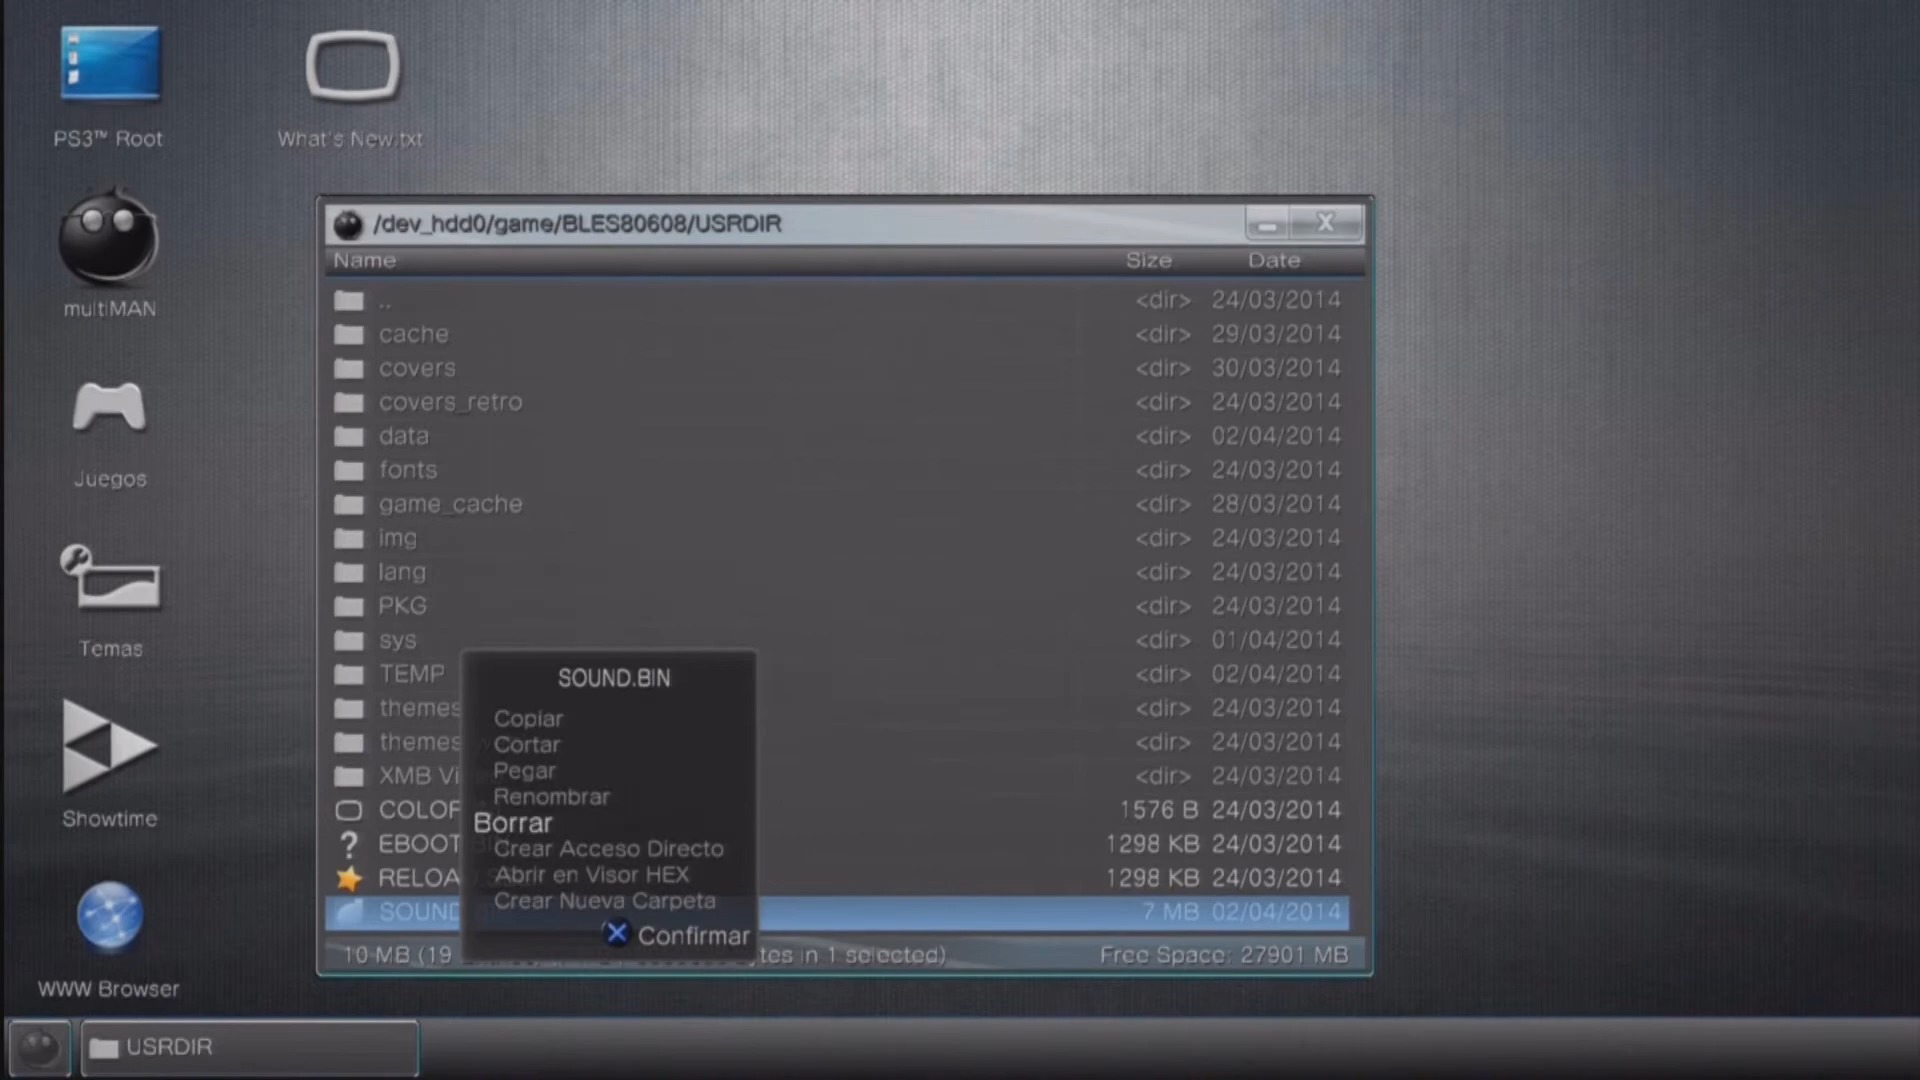 PS3™ Root
What's New.txt
multiMAN
Juegos
Temas
Showtime
WWW Browser
/dev_hdd0/game/BLES80608/USRDIR
X
Name Size Date
.. <dir> 24/03/2014
cache <dir> 29/03/2014
covers <dir> 30/03/2014
covers_retro <dir> 24/03/2014
data <dir> 02/04/2014
fonts <dir> 24/03/2014
game_cache <dir> 28/03/2014
img <dir> 24/03/2014
lang <dir> 24/03/2014
PKG <dir> 24/03/2014
sys <dir> 01/04/2014
TEMP <dir> 02/04/2014
themes <dir> 24/03/2014
themes <dir> 24/03/2014
XMB Vi <dir> 24/03/2014
COLOR 1576 B 24/03/2014
EBOOT 1298 KB 24/03/2014
RELOA 1298 KB 24/03/2014
SOUND 7 MB 02/04/2014
10 MB (19 tes in 1 selected) Free Space: 27901 MB
SOUND.BIN
Copiar
Cortar
Pegar
Renombrar
Borrar
Crear Acceso Directo
Abrir en Visor HEX
Crear Nueva Carpeta
Confirmar
USRDIR